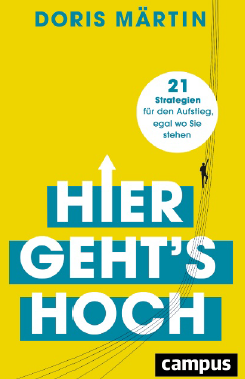 DORIS MÄRTIN
21
Strategien
für den Aufstieg,
egal wo Sie
stehen
HIER
GEHT'S
HOCH
campus